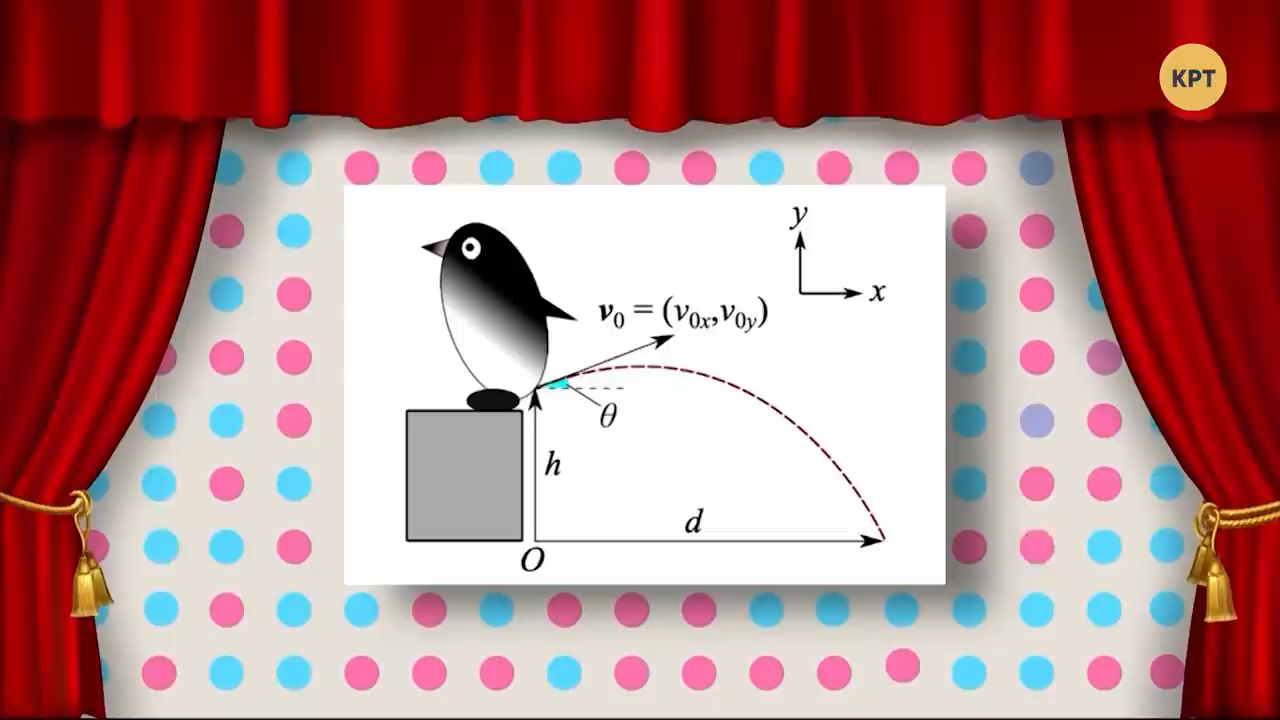 KPT
y
x
v₀ = (v₀ₓ,v₀ᵧ)
θ
h
d
O